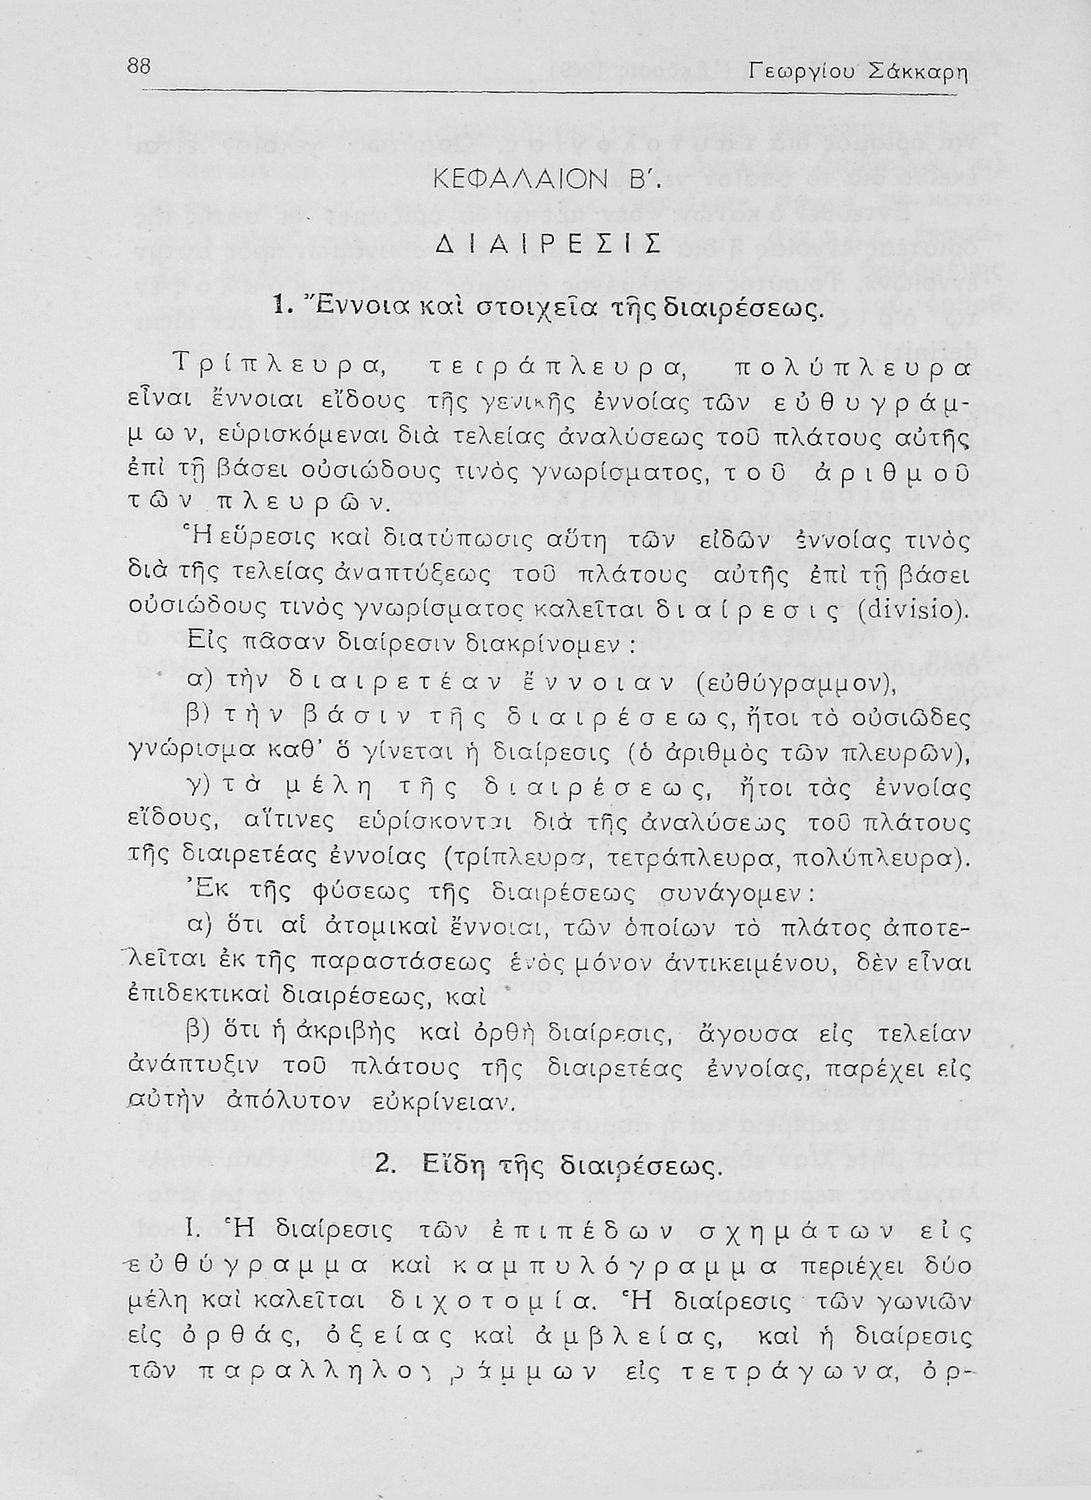 88
Γεωργίου Σάκκαρη
ΚΕΦΑΛΑΙΟΝ Β΄.
ΔΙΑΙΡΕΣΙΣ
1. Ἔννοια καὶ στοιχεῖα τῆς διαιρέσεως.
Τρίπλευρα, τετράπλευρα, πολύπλευρα
εἶναι ἔννοιαι εἴδους τῆς γενικῆς ἐννοίας τῶν εὐθυγράμ-
μων, εὑρισκόμεναι διὰ τελείας ἀναλύσεως τοῦ πλάτους αὐτῆς
ἐπὶ τῇ βάσει οὐσιώδους τινὸς γνωρίσματος, τοῦ ἀριθμοῦ
τῶν πλευρῶν.
Ἡ εὕρεσις καὶ διατύπωσις αὕτη τῶν εἰδῶν ἐννοίας τινὸς
διὰ τῆς τελείας ἀναπτύξεως τοῦ πλάτους αὐτῆς ἐπὶ τῇ βάσει
οὐσιώδους τινὸς γνωρίσματος καλεῖται διαίρεσις (divisio).
Εἰς πᾶσαν διαίρεσιν διακρίνομεν :
α) τὴν διαιρετέαν ἔννοιαν (εὐθύγραμμον),
β) τὴν βάσιν τῆς διαιρέσεως, ἤτοι τὸ οὐσιῶδες
γνώρισμα καθ’ ὃ γίνεται ἡ διαίρεσις (ὁ ἀριθμὸς τῶν πλευρῶν),
γ) τὰ μέλη τῆς διαιρέσεως, ἤτοι τὰς ἐννοίας
εἴδους, αἵτινες εὑρίσκονται διὰ τῆς ἀναλύσεως τοῦ πλάτους
τῆς διαιρετέας ἐννοίας (τρίπλευρα, τετράπλευρα, πολύπλευρα).
Ἐκ τῆς φύσεως τῆς διαιρέσεως συνάγομεν :
α) ὅτι αἱ ἀτομικαὶ ἔννοιαι, τῶν ὁποίων τὸ πλάτος ἀποτε-
λεῖται ἐκ τῆς παραστάσεως ἑνὸς μόνον ἀντικειμένου, δὲν εἶναι
ἐπιδεκτικαὶ διαιρέσεως, καὶ
β) ὅτι ἡ ἀκριβὴς καὶ ὀρθὴ διαίρεσις, ἄγουσα εἰς τελείαν
ἀνάπτυξιν τοῦ πλάτους τῆς διαιρετέας ἐννοίας, παρέχει εἰς
αὐτὴν ἀπόλυτον εὐκρίνειαν.
2. Εἴδη τῆς διαιρέσεως.
Ι. Ἡ διαίρεσις τῶν ἐπιπέδων σχημάτων εἰς
εὐθύγραμμα καὶ καμπυλόγραμμα περιέχει δύο
μέλη καὶ καλεῖται διχοτομία. Ἡ διαίρεσις τῶν γωνιῶν
εἰς ὀρθάς, ὀξείας καὶ ἀμβλείας, καὶ ἡ διαίρεσις
τῶν παραλληλογράμμων εἰς τετράγωνα, ὀρ-